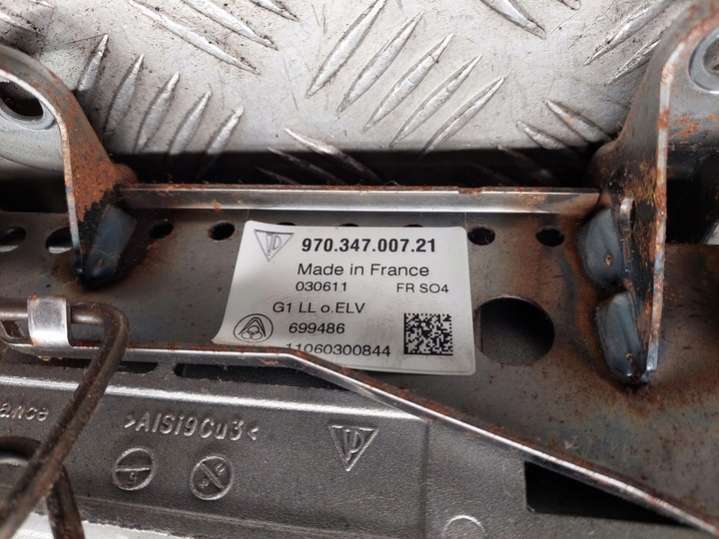 970.347.007.21
Made in France
030611 FR SO4
G1 LL o.ELV
699486
11060300844
>AlSi9Cu3<